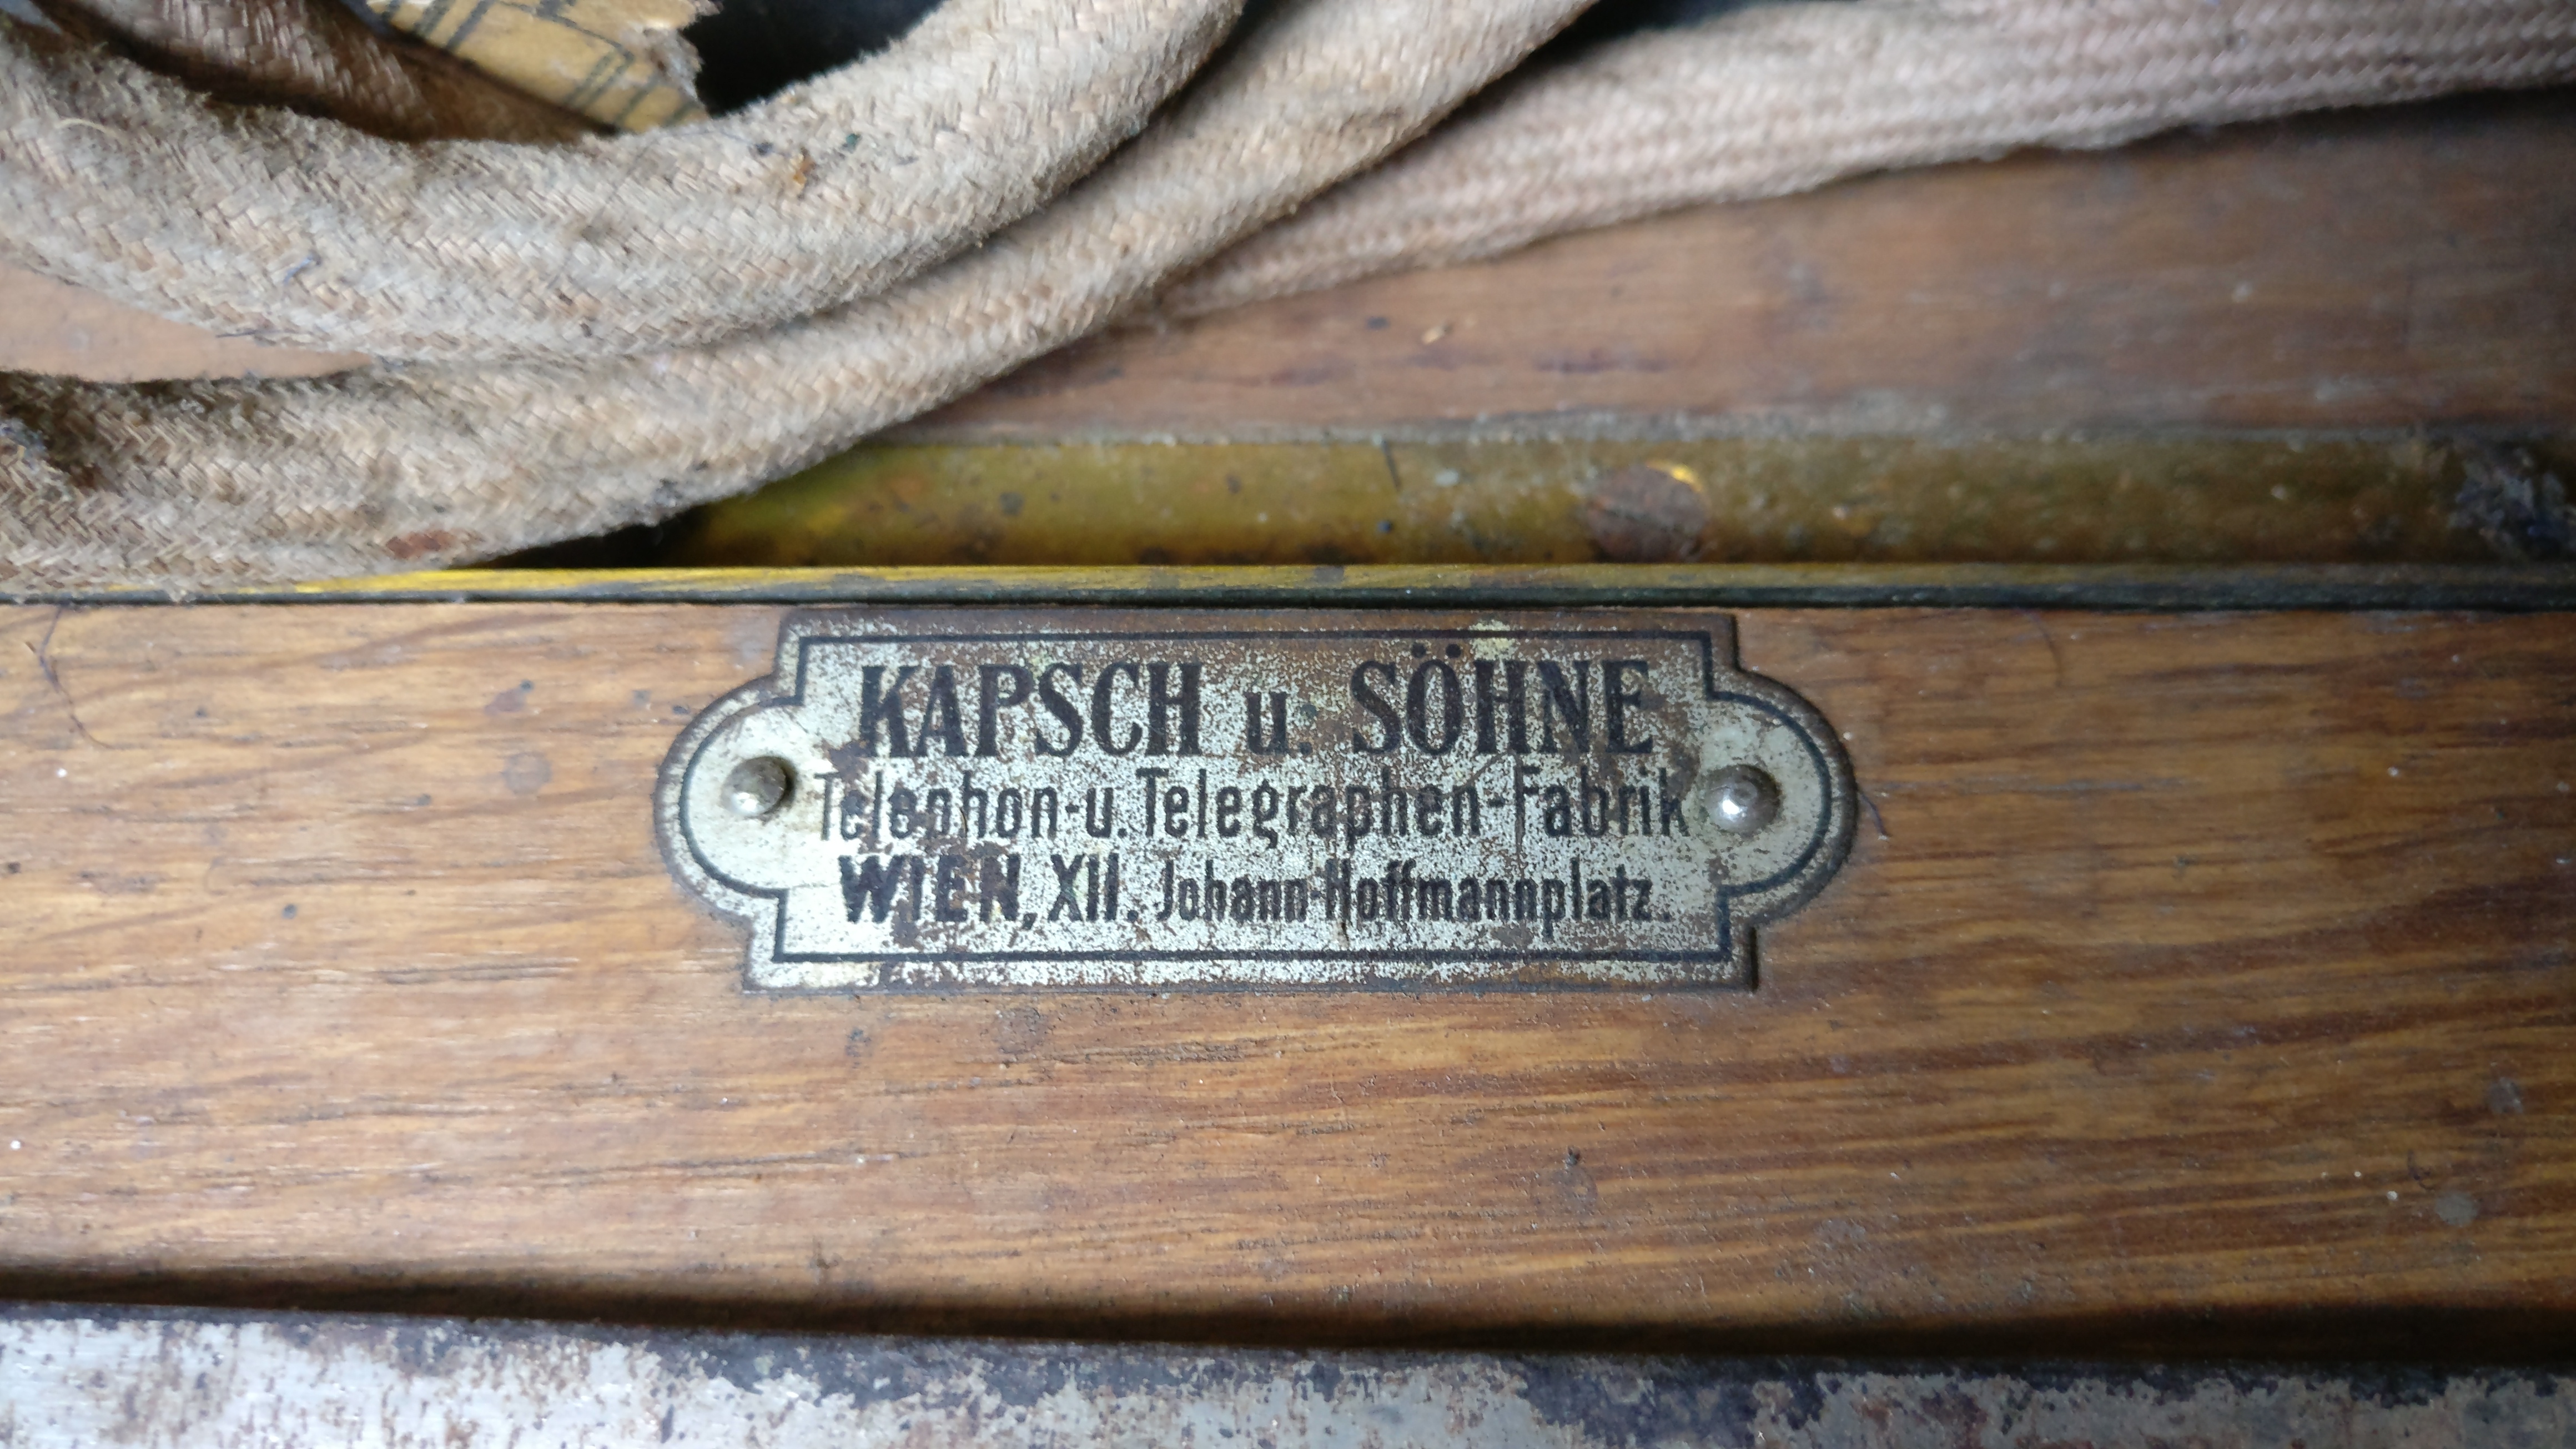 KAPSCH u. SÖHNE
Telephon-u. Telegraphen-Fabrik
WIEN, XII. Johann-Hoffmannplatz.